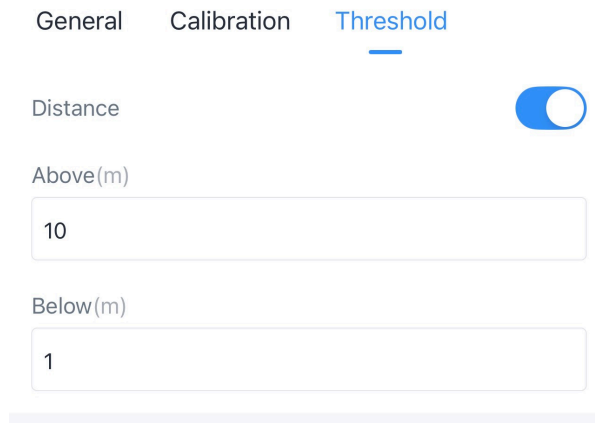 General Calibration Threshold
Distance
Above(m)
10
Below(m)
1